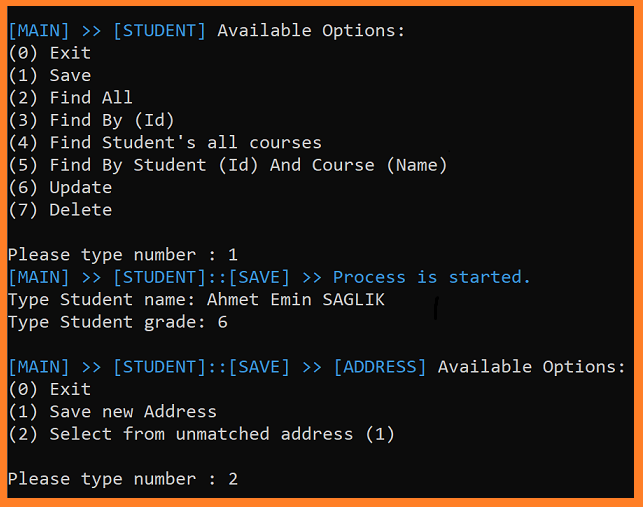 [MAIN] >> [STUDENT] Available Options:
(0) Exit
(1) Save
(2) Find All
(3) Find By (Id)
(4) Find Student's all courses
(5) Find By Student (Id) And Course (Name)
(6) Update
(7) Delete
Please type number : 1
[MAIN] >> [STUDENT]::[SAVE] >> Process is started.
Type Student name: Ahmet Emin SAGLIK
Type Student grade: 6
[MAIN] >> [STUDENT]::[SAVE] >> [ADDRESS] Available Options:
(0) Exit
(1) Save new Address
(2) Select from unmatched address (1)
Please type number : 2